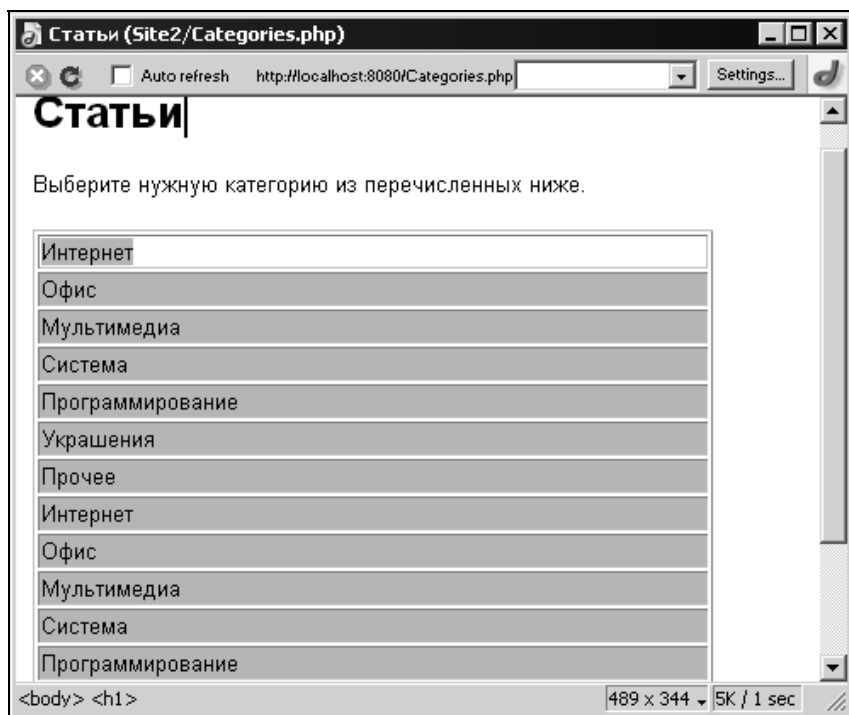 Статьи (Site2/Categories.php)
Auto refresh http://localhost:8080/Categories.php Settings...
Статьи
Выберите нужную категорию из перечисленных ниже.
Интернет
Офис
Мультимедиа
Система
Программирование
Украшения
Прочее
Интернет
Офис
Мультимедиа
Система
Программирование
<body> <h1> 489 x 344 5K / 1 sec